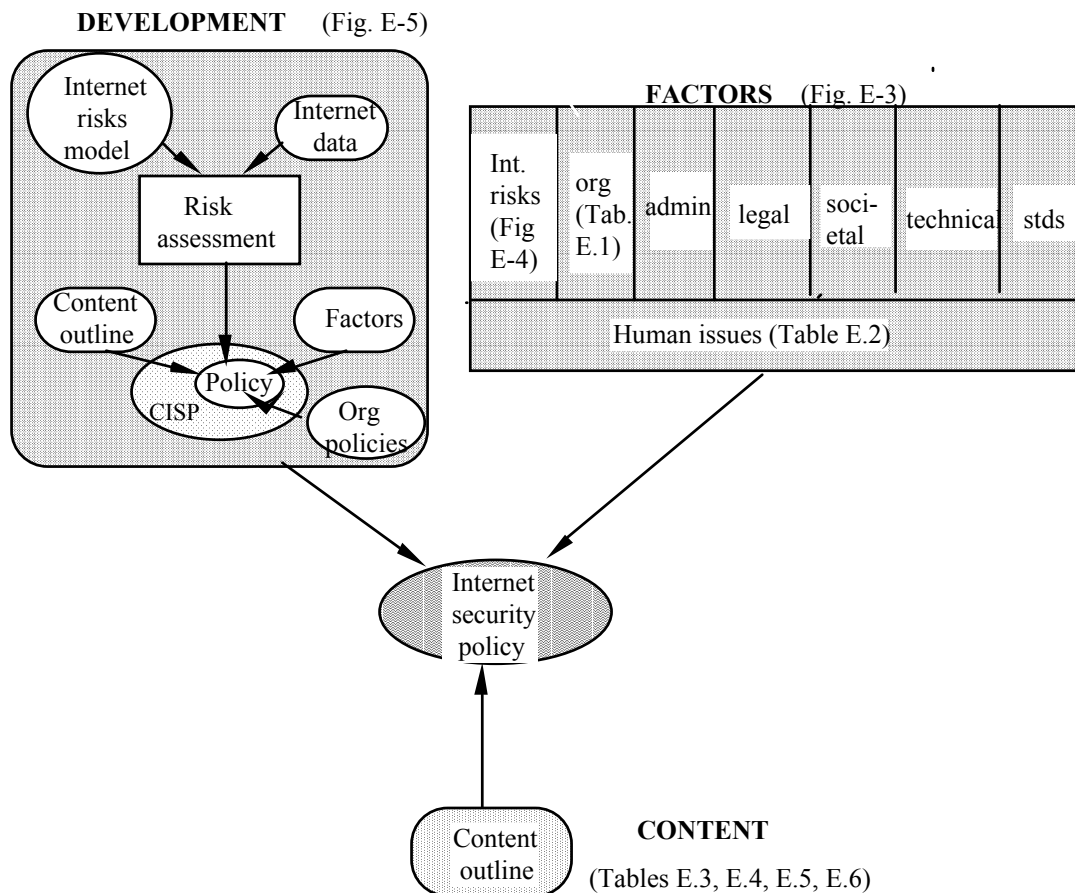 DEVELOPMENT (Fig. E-5)
Internet
risks
model
Internet
data
Risk
assessment
Content
outline
Factors
Policy
CISP
Org
policies
FACTORS (Fig. E-3)
Int.
risks
(Fig
E-4)
org
(Tab.
E.1)
admin
legal
soci-
etal
technical
stds
Human issues (Table E.2)
Internet
security
policy
Content
outline
CONTENT
(Tables E.3, E.4, E.5, E.6)